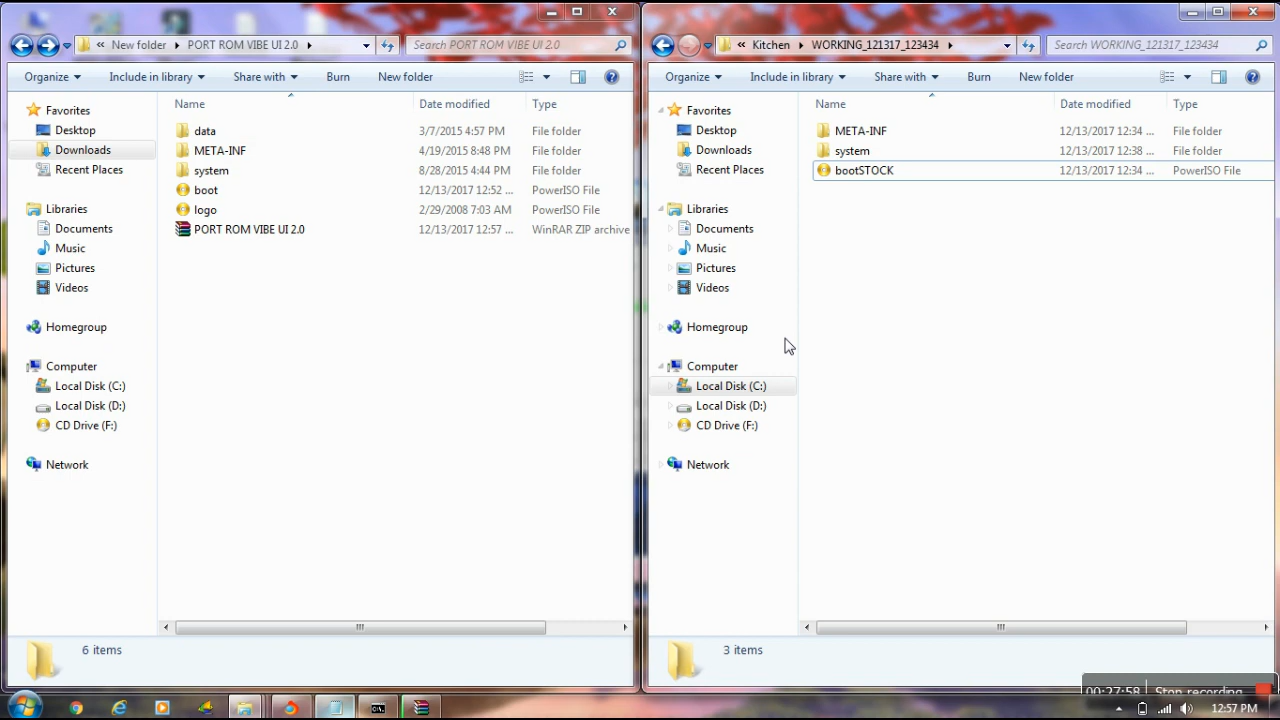 New folder ▸ PORT ROM VIBE UI 2.0 ▸
Search PORT ROM VIBE UI 2.0
Organize
Include in library
Share with
Burn
New folder
Favorites
Desktop
Downloads
Recent Places
Libraries
Documents
Music
Pictures
Videos
Homegroup
Computer
Local Disk (C:)
Local Disk (D:)
CD Drive (F:)
Network
Name Date modified Type
data 3/7/2015 4:57 PM File folder
META-INF 4/19/2015 8:48 PM File folder
system 8/28/2015 4:44 PM File folder
boot 12/13/2017 12:52 ... PowerISO File
logo 2/29/2008 7:03 AM PowerISO File
PORT ROM VIBE UI 2.0 12/13/2017 12:57 ... WinRAR ZIP archive
6 items
Kitchen ▸ WORKING_121317_123434 ▸
Search WORKING_121317_123434
Organize
Include in library
Share with
Burn
New folder
Favorites
Desktop
Downloads
Recent Places
Libraries
Documents
Music
Pictures
Videos
Homegroup
Computer
Local Disk (C:)
Local Disk (D:)
CD Drive (F:)
Network
Name Date modified Type
META-INF 12/13/2017 12:34 ... File folder
system 12/13/2017 12:38 ... File folder
bootSTOCK 12/13/2017 12:34 ... PowerISO File
3 items
00:27:58 Stop recording
12:57 PM